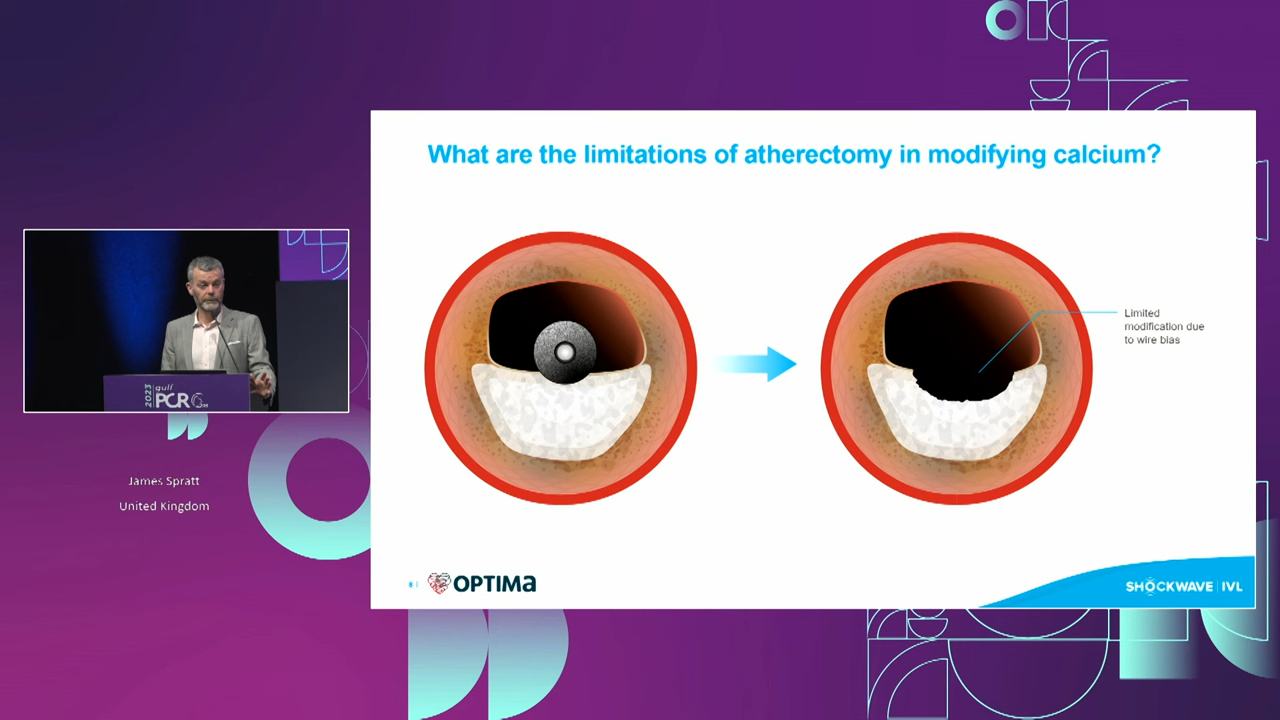 What are the limitations of atherectomy in modifying calcium?
Limited
modification due
to wire bias
2023
gulf
PCR
James Spratt
United Kingdom
OPTIMA
SHOCKWAVE | IVL